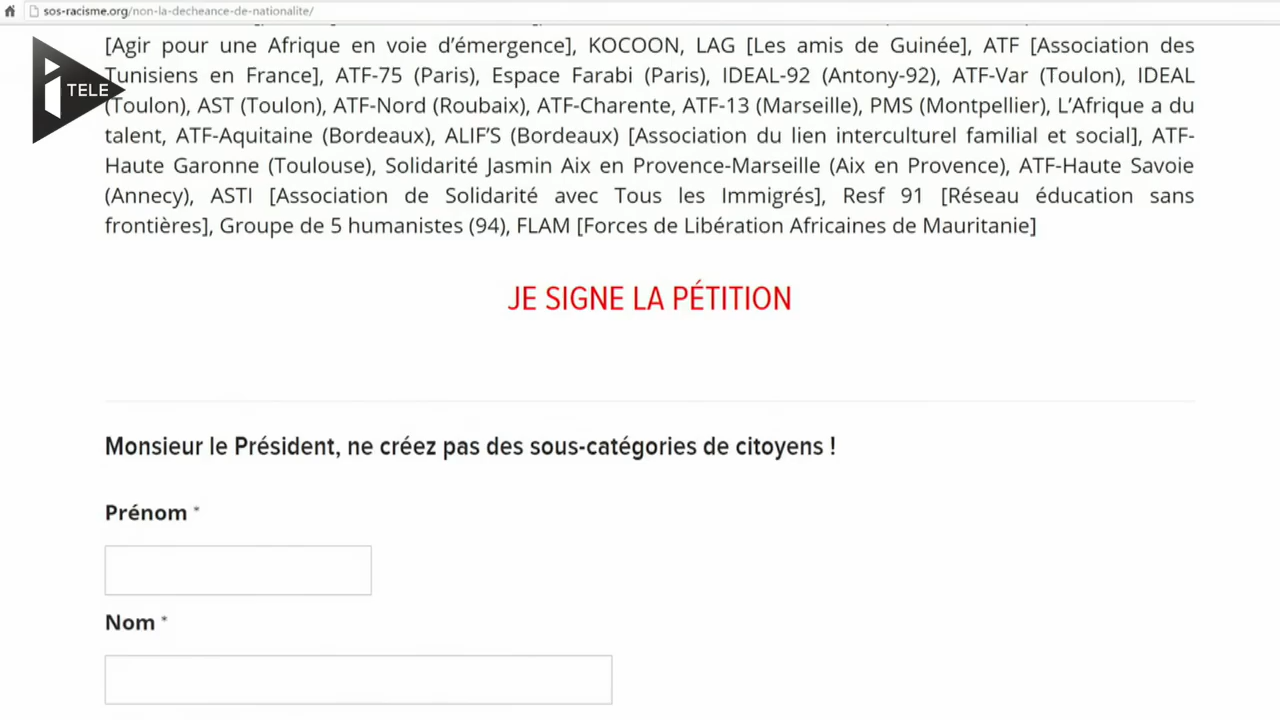 sos-racisme.org/non-la-decheance-de-nationalite/
[Agir pour une Afrique en voie d’émergence], KOCOON, LAG [Les amis de Guinée], ATF [Association des
Tunisiens en France], ATF-75 (Paris), Espace Farabi (Paris), IDEAL-92 (Antony-92), ATF-Var (Toulon), IDEAL
i TELE
(Toulon), AST (Toulon), ATF-Nord (Roubaix), ATF-Charente, ATF-13 (Marseille), PMS (Montpellier), L’Afrique a du
talent, ATF-Aquitaine (Bordeaux), ALIF’S (Bordeaux) [Association du lien interculturel familial et social], ATF-
Haute Garonne (Toulouse), Solidarité Jasmin Aix en Provence-Marseille (Aix en Provence), ATF-Haute Savoie
(Annecy), ASTI [Association de Solidarité avec Tous les Immigrés], Resf 91 [Réseau éducation sans
frontières], Groupe de 5 humanistes (94), FLAM [Forces de Libération Africaines de Mauritanie]
JE SIGNE LA PÉTITION
Monsieur le Président, ne créez pas des sous-catégories de citoyens !
Prénom *
Nom *